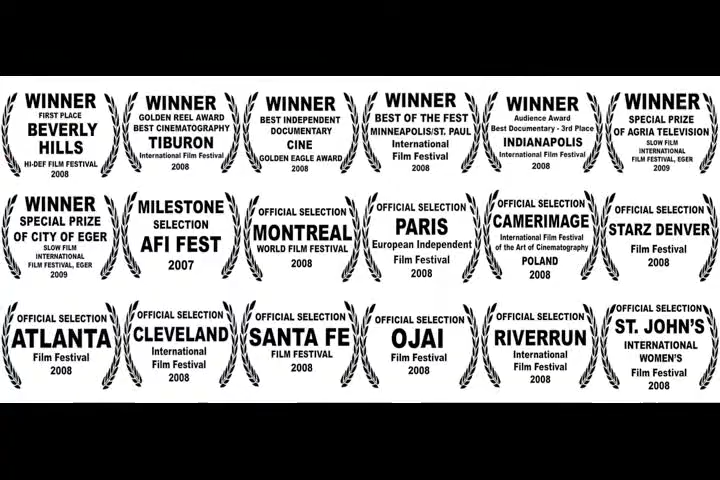 WINNER
FIRST PLACE
BEVERLY
HILLS
HI-DEF FILM FESTIVAL
2008
WINNER
GOLDEN REEL AWARD
BEST CINEMATOGRAPHY
TIBURON
International Film Festival
2008
WINNER
BEST INDEPENDENT
DOCUMENTARY
CINE
GOLDEN EAGLE AWARD
2008
WINNER
BEST OF THE FEST
MINNEAPOLIS/ST. PAUL
International
Film Festival
2008
WINNER
Audience Award
Best Documentary - 3rd Place
INDIANAPOLIS
International Film Festival
2008
WINNER
SPECIAL PRIZE
OF AGRIA TELEVISION
SLOW FILM
INTERNATIONAL
FILM FESTIVAL, EGER
2009
WINNER
SPECIAL PRIZE
OF CITY OF EGER
SLOW FILM
INTERNATIONAL
FILM FESTIVAL, EGER
2009
MILESTONE
SELECTION
AFI FEST
2007
OFFICIAL SELECTION
MONTREAL
WORLD FILM FESTIVAL
2008
OFFICIAL SELECTION
PARIS
European Independent
Film Festival
2008
OFFICIAL SELECTION
CAMERIMAGE
International Film Festival
of the Art of Cinematography
POLAND
2008
OFFICIAL SELECTION
STARZ DENVER
Film Festival
2008
OFFICIAL SELECTION
ATLANTA
Film Festival
2008
OFFICIAL SELECTION
CLEVELAND
International
Film Festival
2008
OFFICIAL SELECTION
SANTA FE
FILM FESTIVAL
2008
OFFICIAL SELECTION
OJAI
Film Festival
2008
OFFICIAL SELECTION
RIVERRUN
International
Film Festival
2008
OFFICIAL SELECTION
ST. JOHN'S
INTERNATIONAL
WOMEN'S
Film Festival
2008